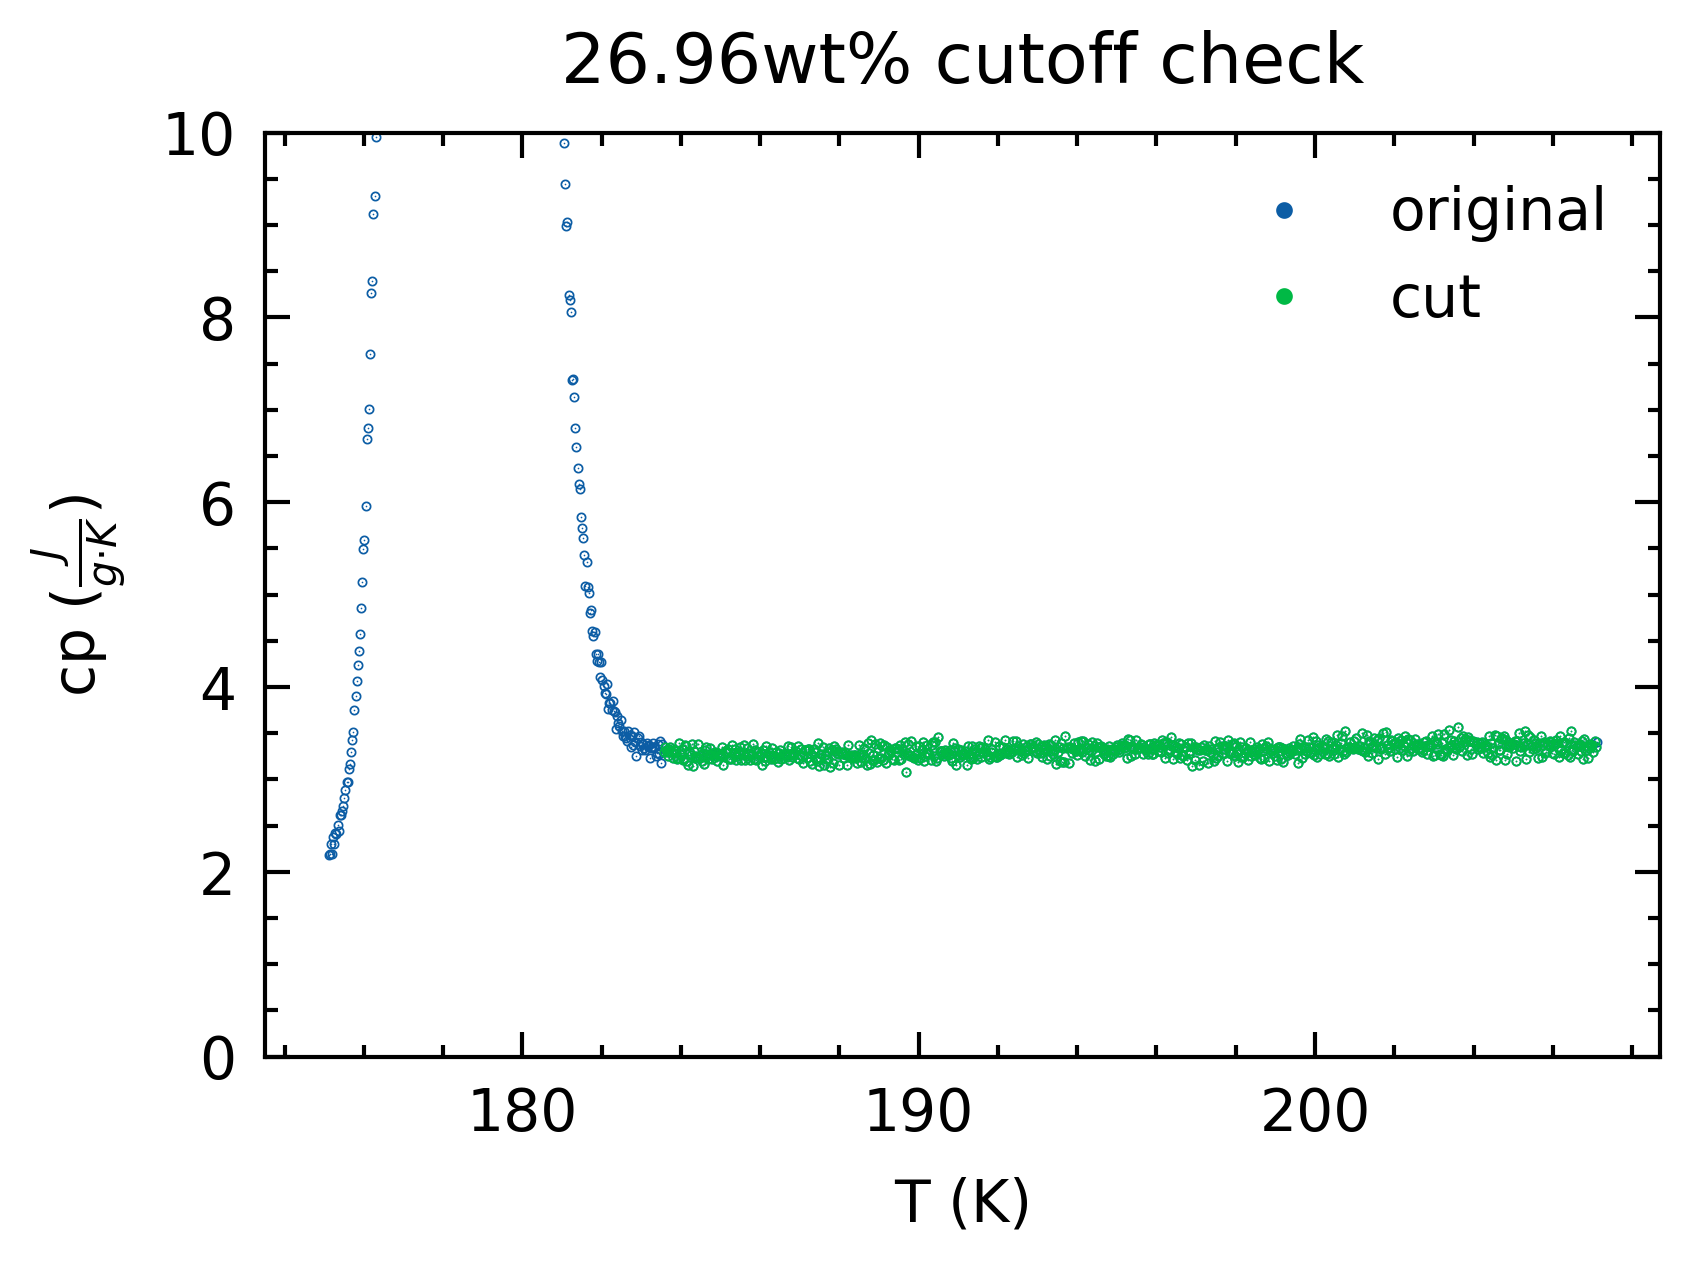 26.96wt% cutoff check
10
8
6
4
2
0
cp (J/g·K)
original
cut
180
190
200
T (K)